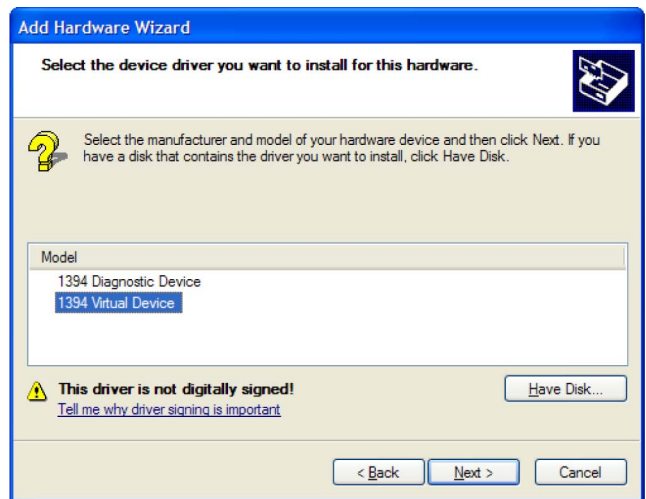 Add Hardware Wizard
Select the device driver you want to install for this hardware.
Select the manufacturer and model of your hardware device and then click Next. If you
have a disk that contains the driver you want to install, click Have Disk.
Model
1394 Diagnostic Device
1394 Virtual Device
This driver is not digitally signed!
Have Disk...
Tell me why driver signing is important
< Back
Next >
Cancel